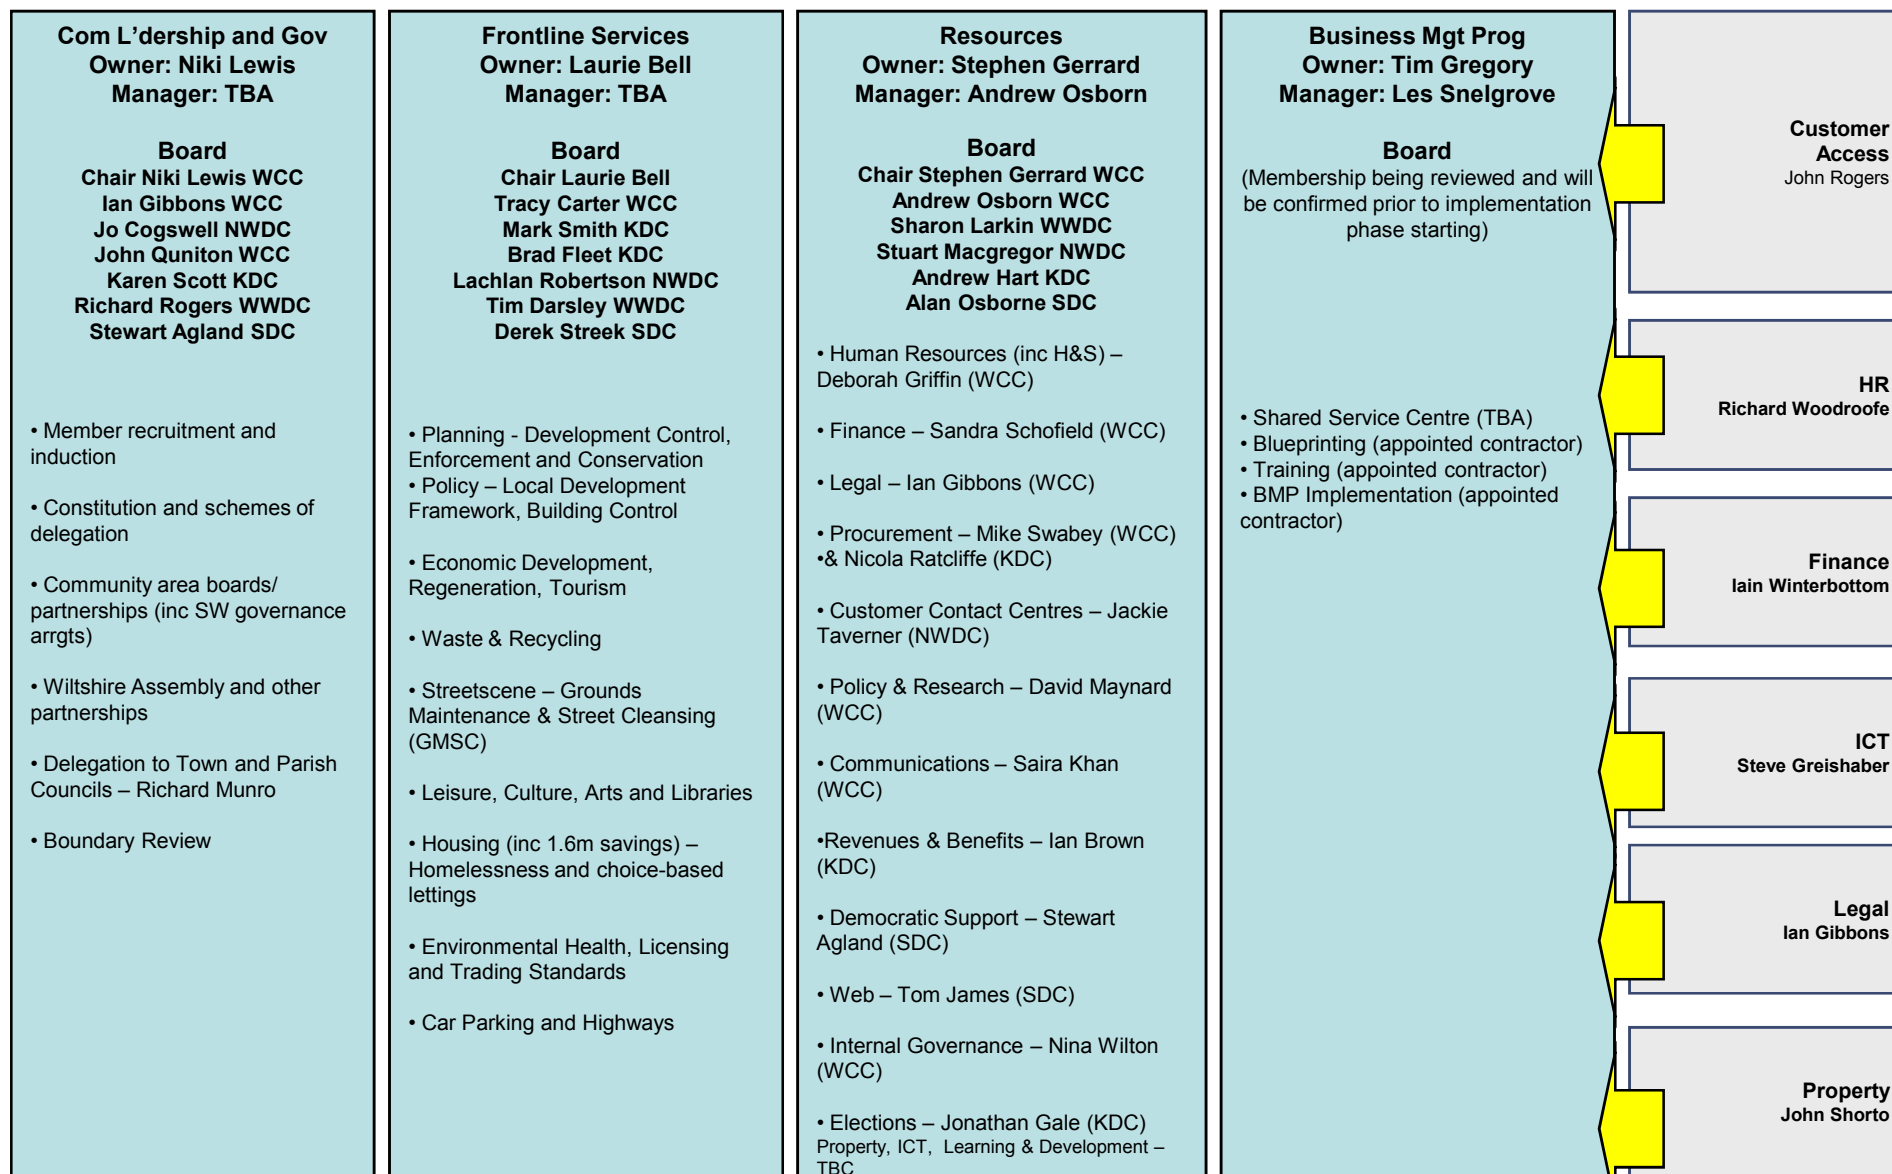 Com L’dership and Gov
Owner: Niki Lewis
Manager: TBA
Board
Chair Niki Lewis WCC
Ian Gibbons WCC
Jo Cogswell NWDC
John Quniton WCC
Karen Scott KDC
Richard Rogers WWDC
Stewart Agland SDC
• Member recruitment and
induction
• Constitution and schemes of
delegation
• Community area boards/
partnerships (inc SW governance
arrgts)
• Wiltshire Assembly and other
partnerships
• Delegation to Town and Parish
Councils – Richard Munro
• Boundary Review
Frontline Services
Owner: Laurie Bell
Manager: TBA
Board
Chair Laurie Bell
Tracy Carter WCC
Mark Smith KDC
Brad Fleet KDC
Lachlan Robertson NWDC
Tim Darsley WWDC
Derek Streek SDC
• Planning - Development Control,
Enforcement and Conservation
• Policy – Local Development
Framework, Building Control
• Economic Development,
Regeneration, Tourism
• Waste & Recycling
• Streetscene – Grounds
Maintenance & Street Cleansing
(GMSC)
• Leisure, Culture, Arts and Libraries
• Housing (inc 1.6m savings) –
Homelessness and choice-based
lettings
• Environmental Health, Licensing
and Trading Standards
• Car Parking and Highways
Resources
Owner: Stephen Gerrard
Manager: Andrew Osborn
Board
Chair Stephen Gerrard WCC
Andrew Osborn WCC
Sharon Larkin WWDC
Stuart Macgregor NWDC
Andrew Hart KDC
Alan Osborne SDC
• Human Resources (inc H&S) –
Deborah Griffin (WCC)
• Finance – Sandra Schofield (WCC)
• Legal – Ian Gibbons (WCC)
• Procurement – Mike Swabey (WCC)
•& Nicola Ratcliffe (KDC)
• Customer Contact Centres – Jackie
Taverner (NWDC)
• Policy & Research – David Maynard
(WCC)
• Communications – Saira Khan
(WCC)
•Revenues & Benefits – Ian Brown
(KDC)
• Democratic Support – Stewart
Agland (SDC)
• Web – Tom James (SDC)
• Internal Governance – Nina Wilton
(WCC)
• Elections – Jonathan Gale (KDC)
Property, ICT, Learning & Development –
TBC
Business Mgt Prog
Owner: Tim Gregory
Manager: Les Snelgrove
Board
(Membership being reviewed and will
be confirmed prior to implementation
phase starting)
• Shared Service Centre (TBA)
• Blueprinting (appointed contractor)
• Training (appointed contractor)
• BMP Implementation (appointed
contractor)
Customer
Access
John Rogers
HR
Richard Woodroofe
Finance
Iain Winterbottom
ICT
Steve Greishaber
Legal
Ian Gibbons
Property
John Shorto